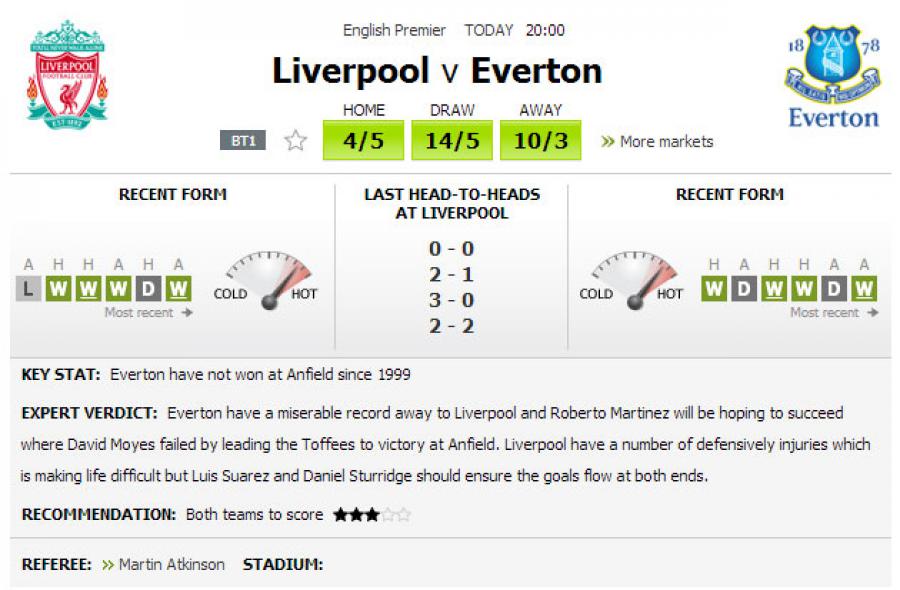 English Premier TODAY 20:00
YOU'LL NEVER WALK ALONE
LIVERPOOL
FOOTBALL CLUB
EST·1892
Liverpool v Everton
18 78
Everton
HOME DRAW AWAY
BT1 4/5 14/5 10/3 » More markets
RECENT FORM
A H H A H A
L W W W D W
COLD HOT
Most recent →
LAST HEAD-TO-HEADS
AT LIVERPOOL
0 - 0
2 - 1
3 - 0
2 - 2
RECENT FORM
COLD HOT
H A H H A A
W D W W D W
Most recent →
KEY STAT: Everton have not won at Anfield since 1999
EXPERT VERDICT: Everton have a miserable record away to Liverpool and Roberto Martinez will be hoping to succeed
where David Moyes failed by leading the Toffees to victory at Anfield. Liverpool have a number of defensively injuries which
is making life difficult but Luis Suarez and Daniel Sturridge should ensure the goals flow at both ends.
RECOMMENDATION: Both teams to score ★★★☆☆
REFEREE: » Martin Atkinson STADIUM: